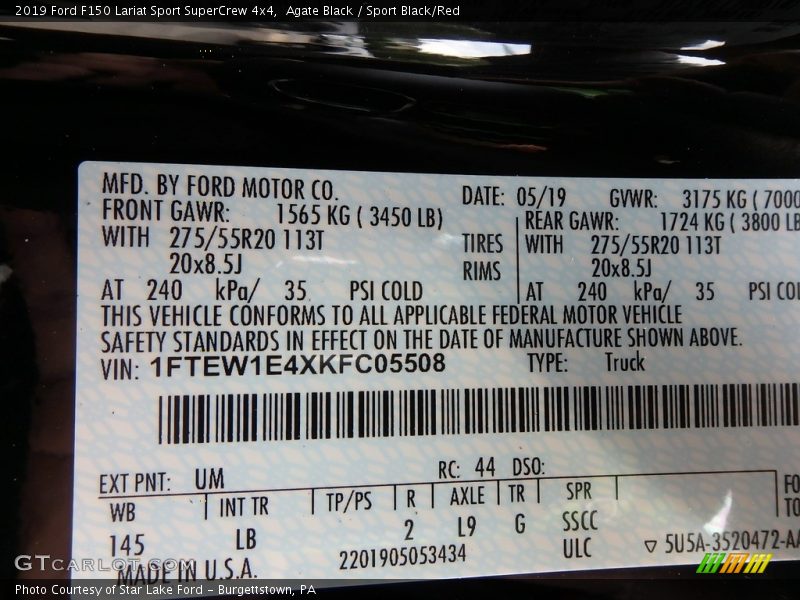 2019 Ford F150 Lariat Sport SuperCrew 4x4, Agate Black / Sport Black/Red
MFD. BY FORD MOTOR CO. DATE: 05/19 GVWR: 3175 KG ( 7000
FRONT GAWR: 1565 KG ( 3450 LB) REAR GAWR: 1724 KG ( 3800 LB
WITH 275/55R20 113T TIRES WITH 275/55R20 113T
20x8.5J RIMS 20x8.5J
AT 240 kPa/ 35 PSI COLD AT 240 kPa/ 35 PSI COL
THIS VEHICLE CONFORMS TO ALL APPLICABLE FEDERAL MOTOR VEHICLE
SAFETY STANDARDS IN EFFECT ON THE DATE OF MANUFACTURE SHOWN ABOVE.
VIN: 1FTEW1E4XKFC05508 TYPE: Truck
EXT PNT: UM RC: 44 DSO: FO
WB INT TR TP/PS R AXLE TR SPR TO
145 LB 2 L9 G SSCC
2201905053434 ULC ▽ 5U5A-3520472-AA
MADE IN U.S.A.
GTCarLot.com
Photo Courtesy of Star Lake Ford - Burgettstown, PA